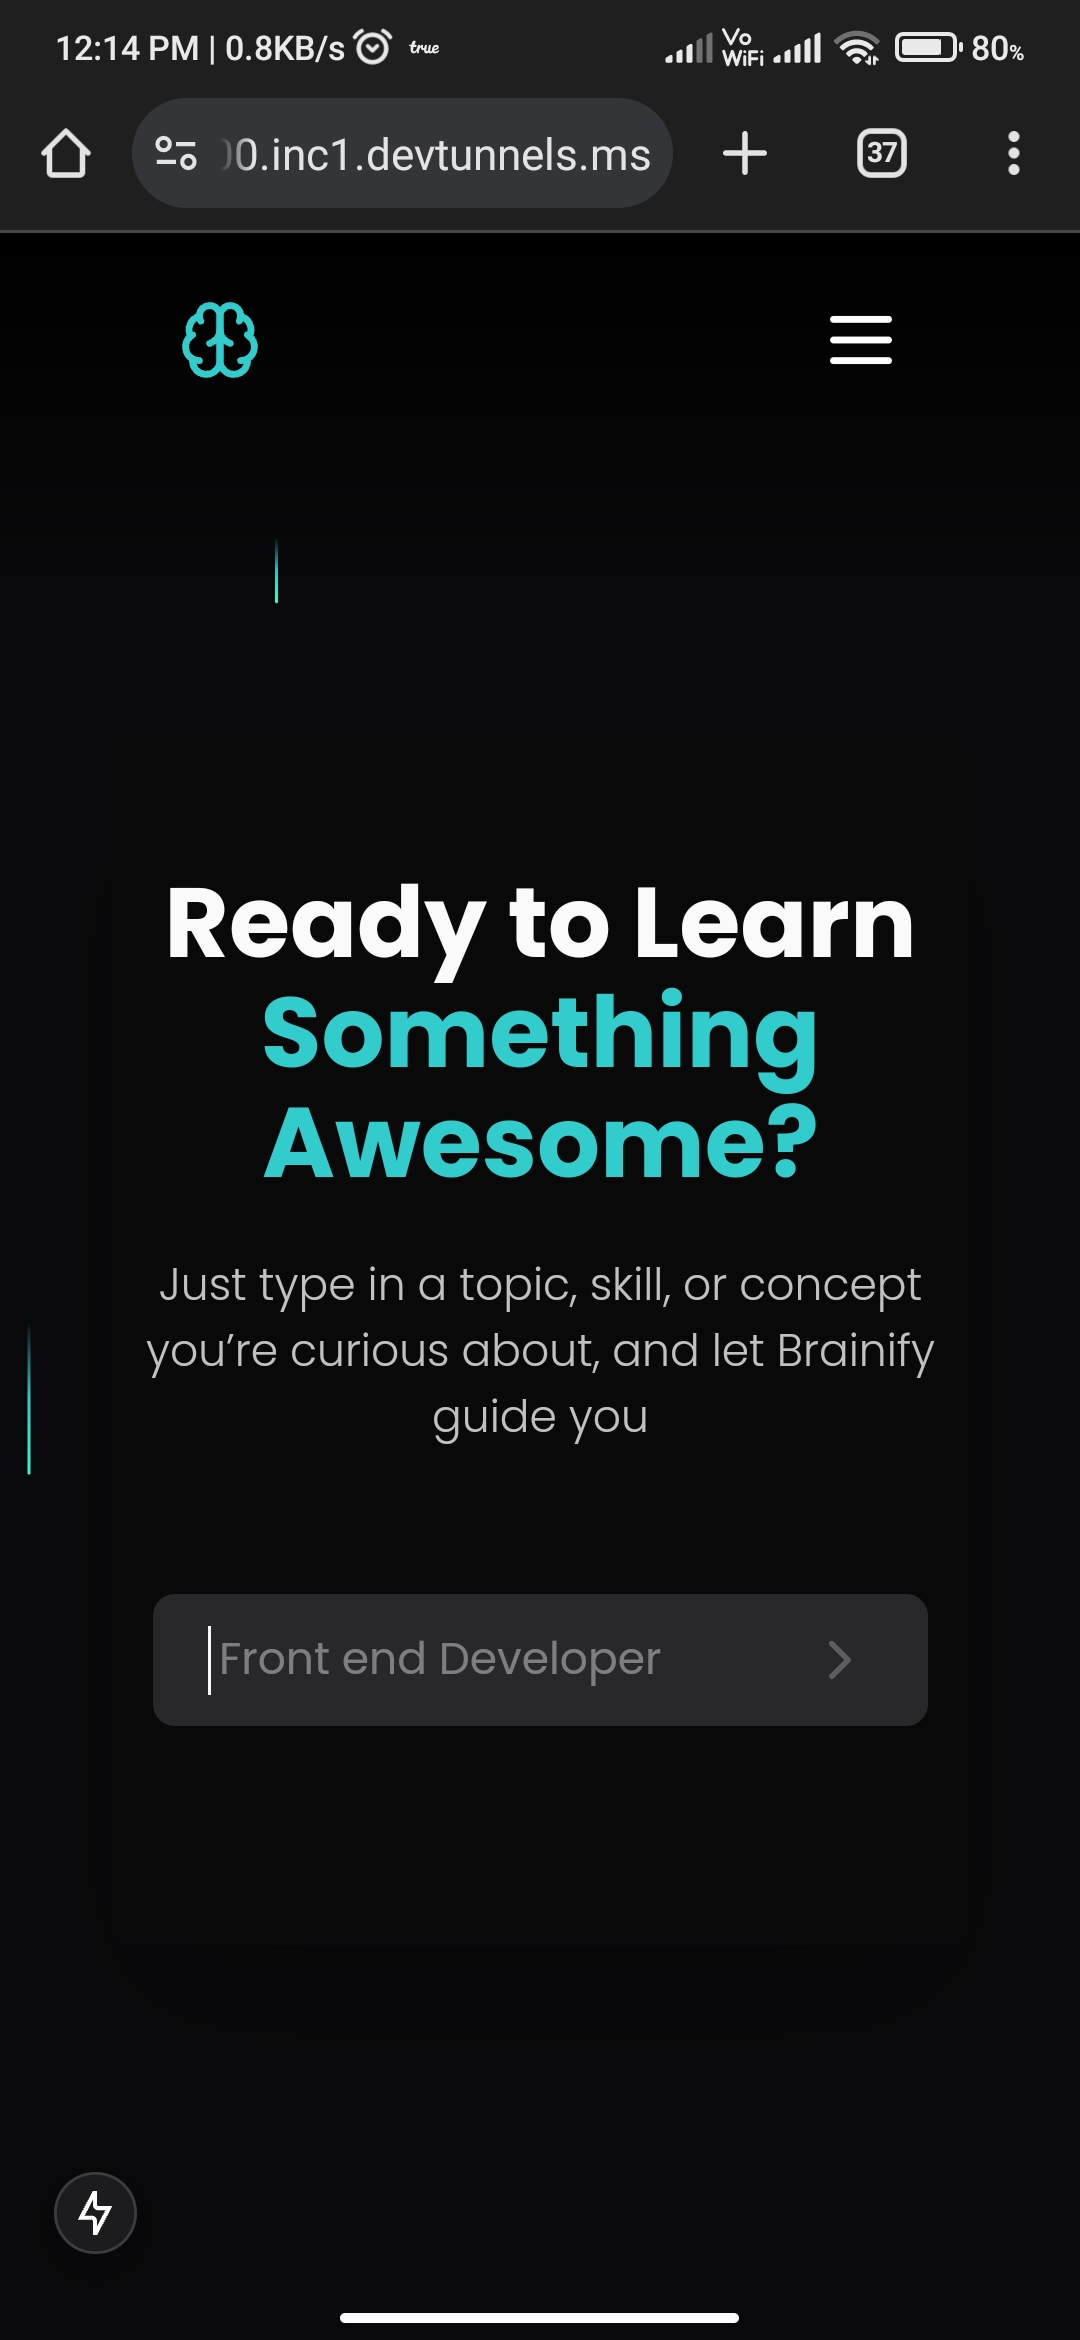 12:14 PM | 0.8KB/s true Vo WiFi 80%
0.inc1.devtunnels.ms 37
Ready to Learn
Something
Awesome?
Just type in a topic, skill, or concept
you’re curious about, and let Brainify
guide you
Front end Developer